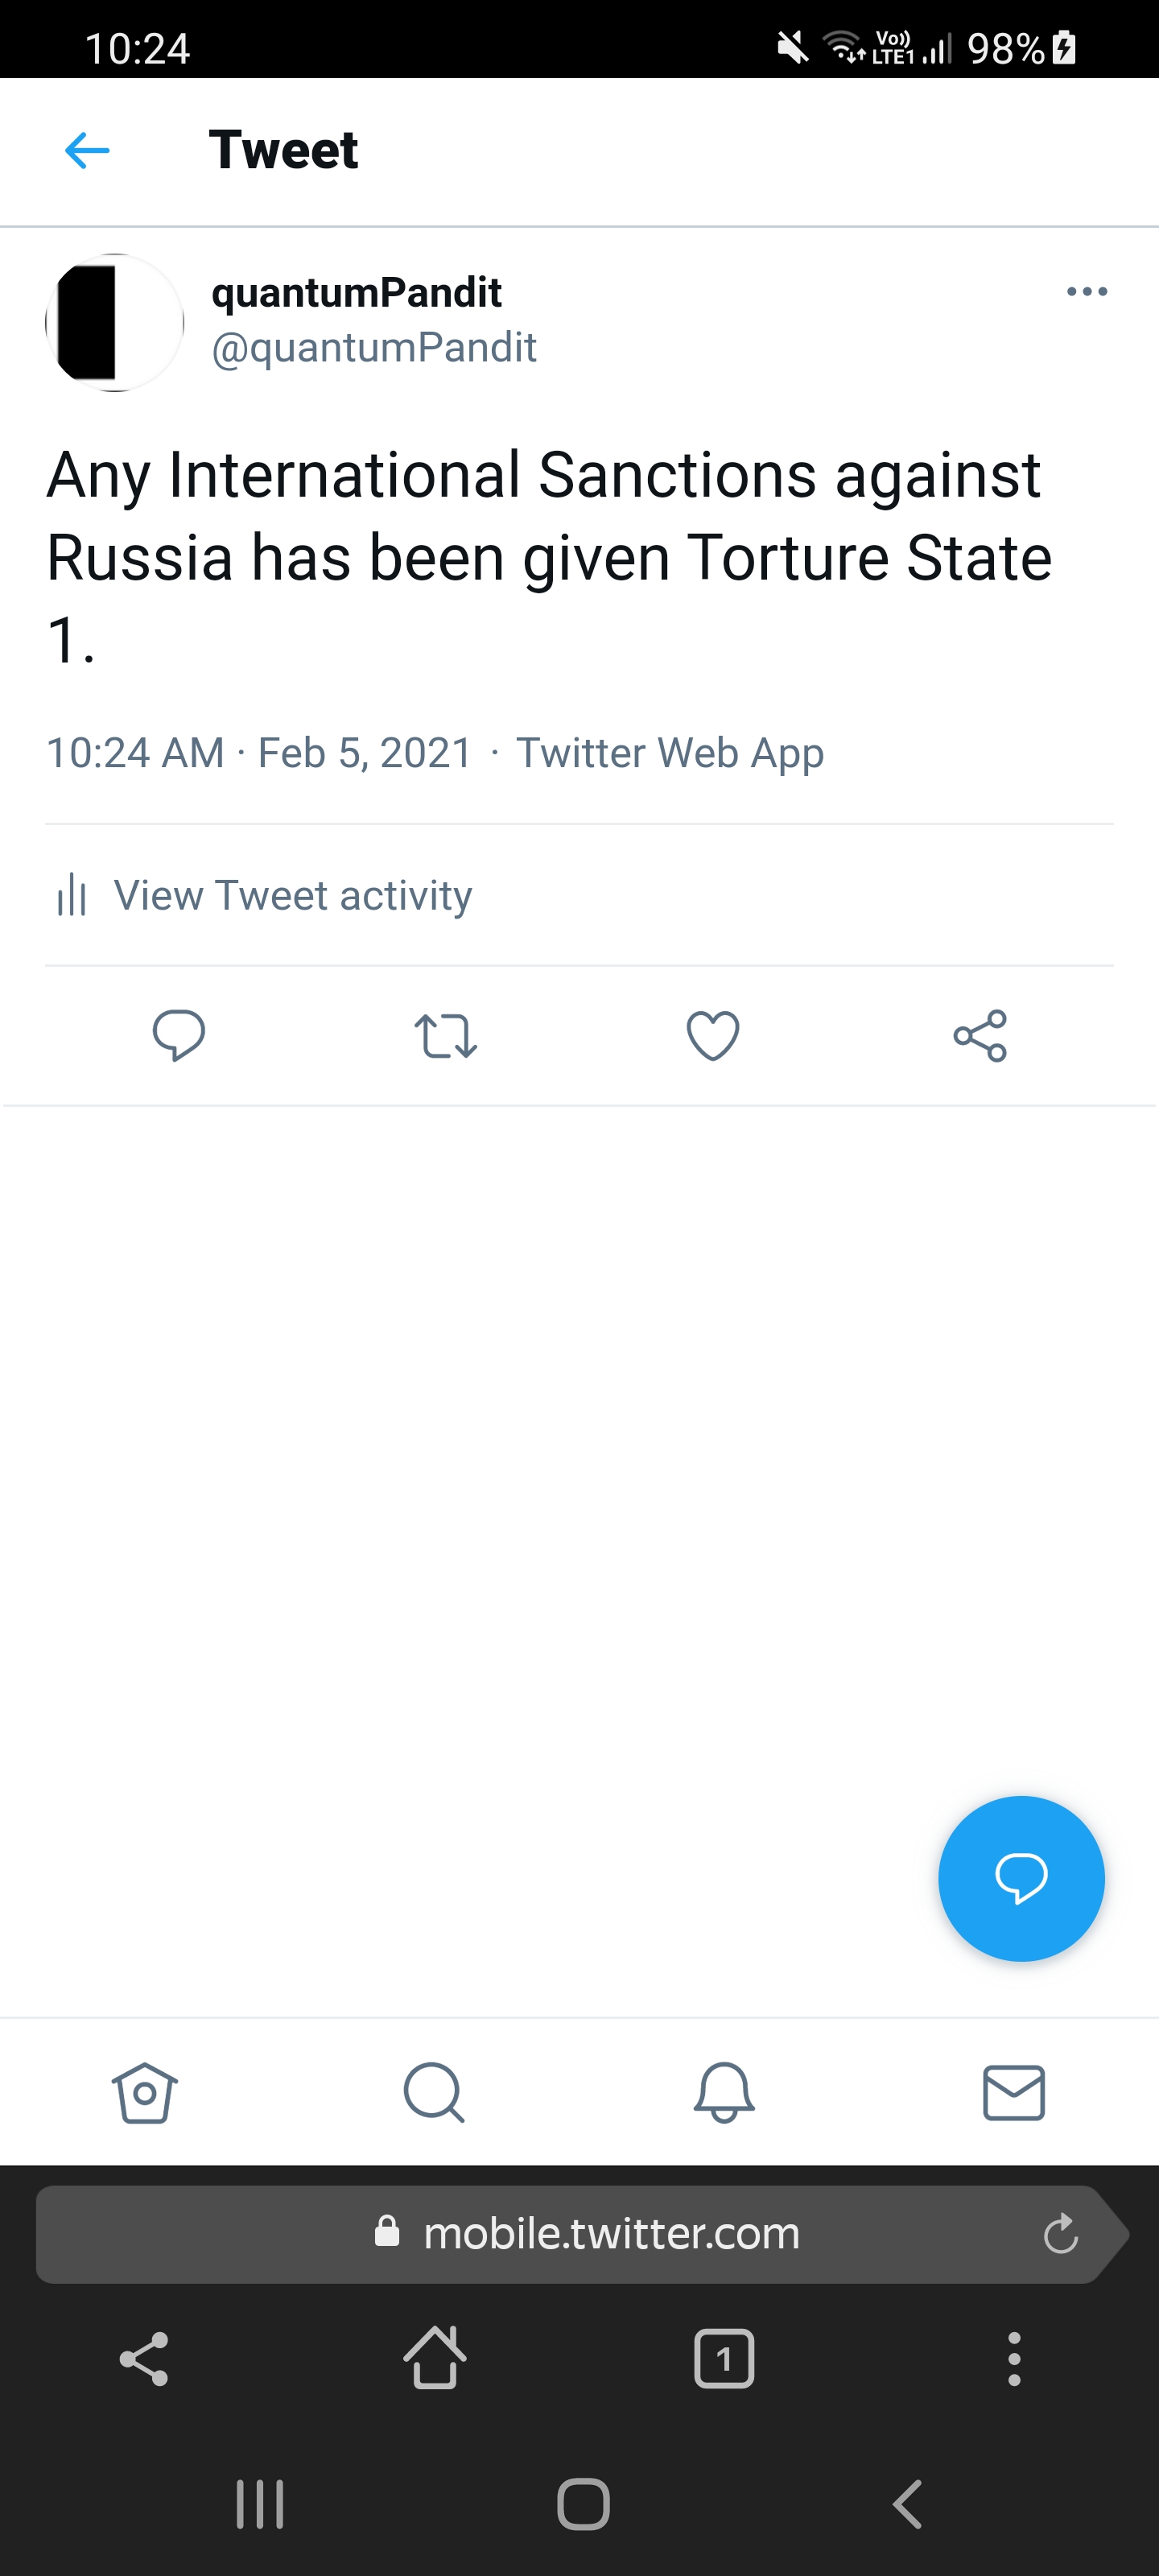 10:24
Vo)) LTE1 98%
Tweet
quantumPandit
@quantumPandit
Any International Sanctions against
Russia has been given Torture State
1.
10:24 AM · Feb 5, 2021 · Twitter Web App
View Tweet activity
mobile.twitter.com
1